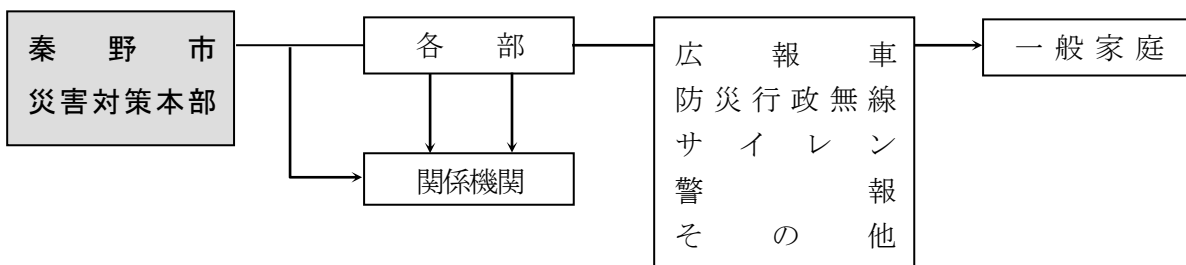 秦野市
災害対策本部
各部
関係機関
広報車
防災行政無線
サイレン
警報
その他
一般家庭